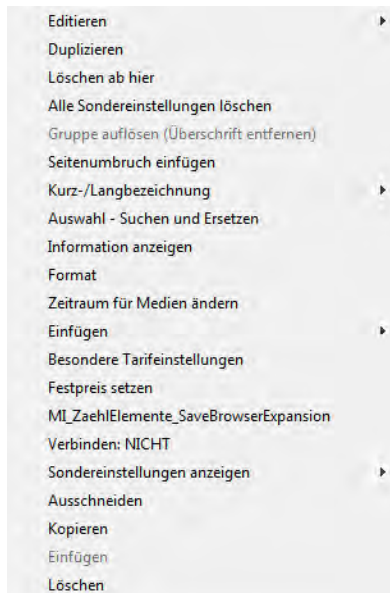 Editieren
Duplizieren
Löschen ab hier
Alle Sondereinstellungen löschen
Gruppe auflösen (Überschrift entfernen)
Seitenumbruch einfügen
Kurz-/Langbezeichnung
Auswahl - Suchen und Ersetzen
Information anzeigen
Format
Zeitraum für Medien ändern
Einfügen
Besondere Tarifeinstellungen
Festpreis setzen
MI_ZaehlElemente_SaveBrowserExpansion
Verbinden: NICHT
Sondereinstellungen anzeigen
Ausschneiden
Kopieren
Einfügen
Löschen